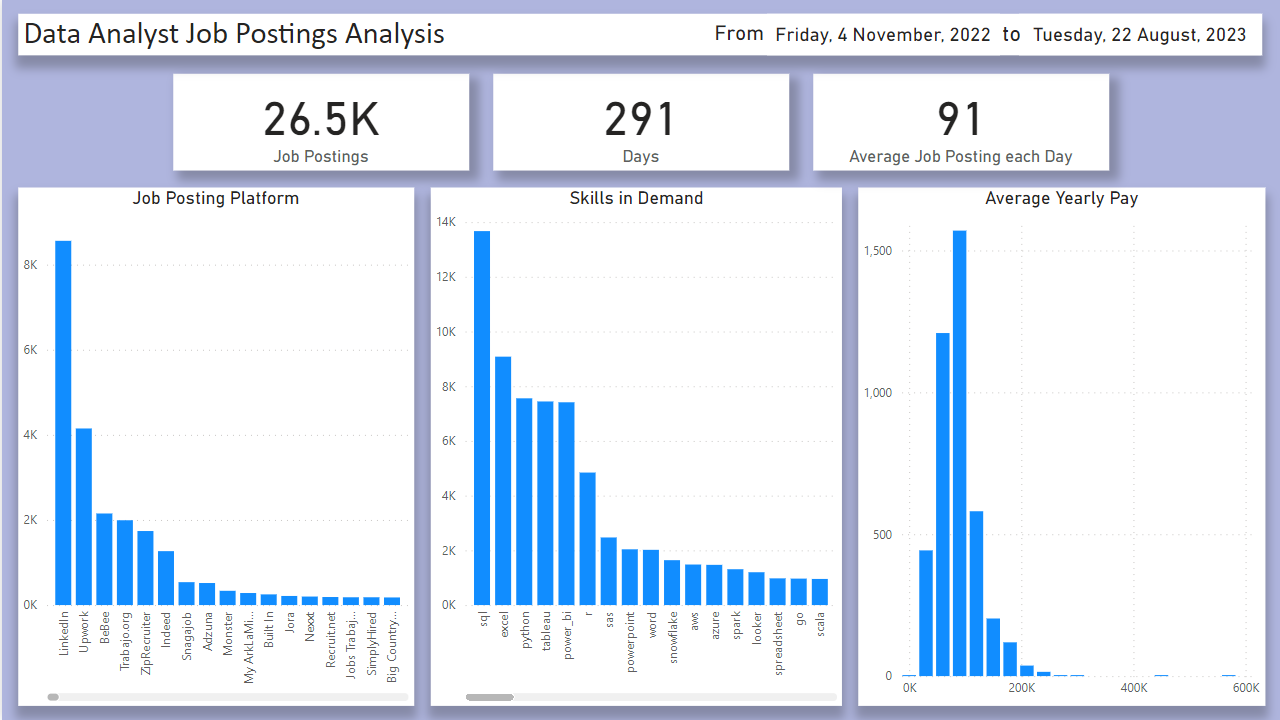 Data Analyst Job Postings Analysis
From Friday, 4 November, 2022 to Tuesday, 22 August, 2023
26.5K
Job Postings
291
Days
91
Average Job Posting each Day
Job Posting Platform
8K
6K
4K
2K
0K
LinkedIn
Upwork
BeBee
Trabajo.org
ZipRecruiter
Indeed
Snagajob
Adzuna
Monster
My ArkLaMi...
Built In
Jora
Nexxt
Recruit.net
Jobs Trabaj...
SimplyHired
Big Country...
Skills in Demand
14K
12K
10K
8K
6K
4K
2K
0K
sql
excel
python
tableau
power_bi
r
sas
powerpoint
word
snowflake
aws
azure
spark
looker
spreadsheet
go
scala
Average Yearly Pay
1,500
1,000
500
0
0K
200K
400K
600K